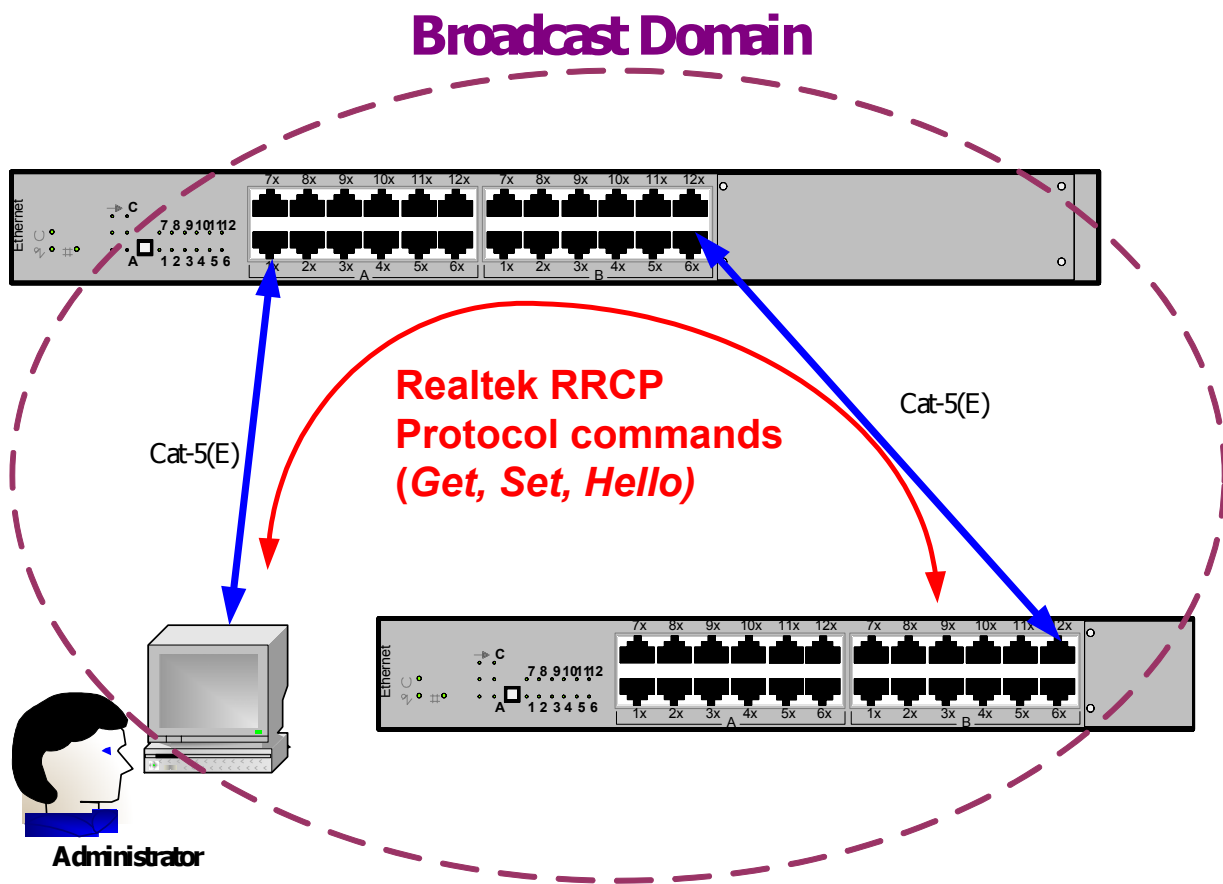 Broadcast Domain
7x 8x 9x 10x 11x 12x 7x 8x 9x 10x 11x 12x
Ethernet
C
7 8 9 10 11 12
A 1 2 3 4 5 6
1x 2x 3x 4x 5x 6x 1x 2x 3x 4x 5x 6x
A B
Realtek RRCP
Protocol commands
(Get, Set, Hello)
Cat-5(E)
Cat-5(E)
7x 8x 9x 10x 11x 12x 7x 8x 9x 10x 11x 12x
Ethernet
C
7 8 9 10 11 12
A 1 2 3 4 5 6
1x 2x 3x 4x 5x 6x 1x 2x 3x 4x 5x 6x
A B
Administrator